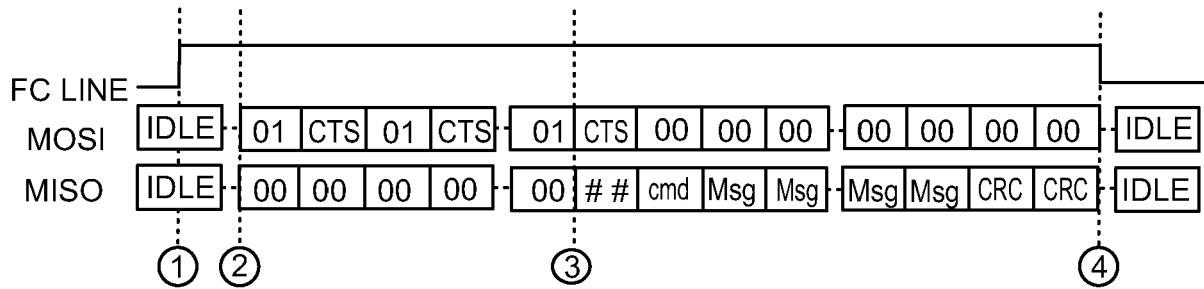 FC LINE
MOSI IDLE 01 CTS 01 CTS 01 CTS 00 00 00 00 00 00 00 IDLE
MISO IDLE 00 00 00 00 00 ## cmd Msg Msg Msg Msg CRC CRC IDLE
1 2 3 4